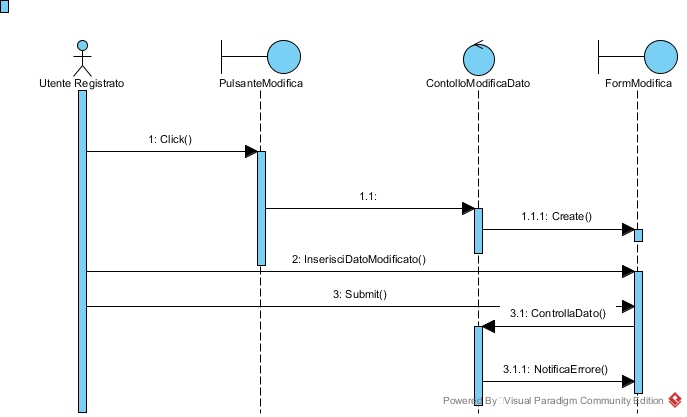 Utente Registrato
PulsanteModifica
ContolloModificaDato
FormModifica
1: Click()
1.1:
1.1.1: Create()
2: InserisciDatoModificato()
3: Submit()
3.1: ControllaDato()
3.1.1: NotificaErrore()
Powered By Visual Paradigm Community Edition